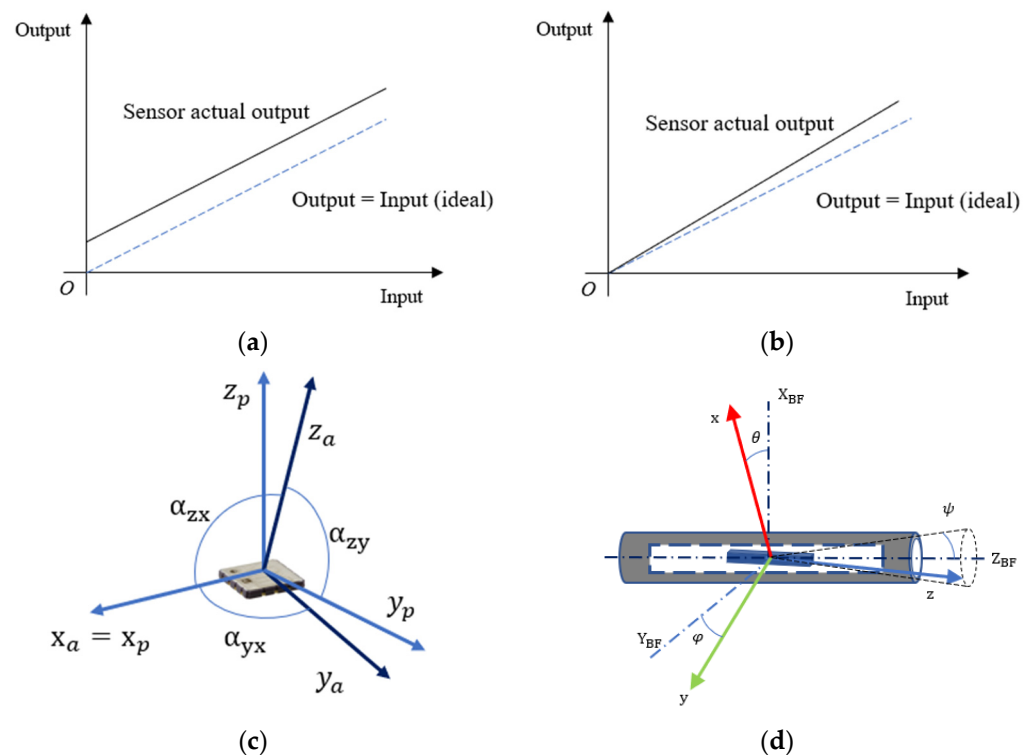 Output
Sensor actual output
Output = Input (ideal)
O
Input
(a)
Output
Sensor actual output
Output = Input (ideal)
O
Input
(b)
z_p
z_a
α_zx
α_zy
x_a = x_p
α_yx
y_p
y_a
(c)
X_BF
x
θ
ψ
Z_BF
z
Y_BF
φ
y
(d)